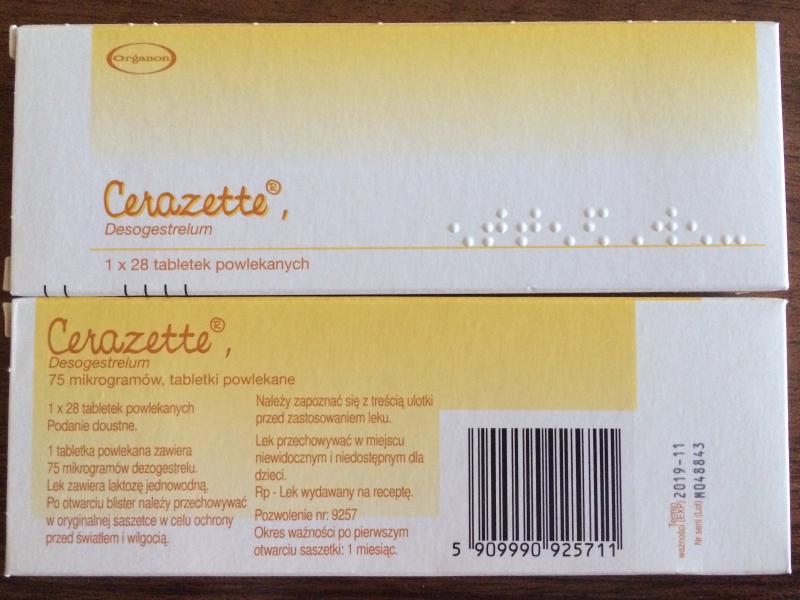 Organon
Cerazette®,
Desogestrelum
1 x 28 tabletek powlekanych
Cerazette®,
Desogestrelum
75 mikrogramów, tabletki powlekane
1 x 28 tabletek powlekanych
Podanie doustne.
1 tabletka powlekana zawiera
75 mikrogramów dezogestrelu.
Lek zawiera laktozę jednowodną.
Po otwarciu blister należy przechowywać
w oryginalnej saszetce w celu ochrony
przed światłem i wilgocią.
Należy zapoznać się z treścią ulotki
przed zastosowaniem leku.
Lek przechowywać w miejscu
niewidocznym i niedostępnym dla
dzieci.
Rp - Lek wydawany na receptę.
Pozwolenie nr: 9257
Okres ważności po pierwszym
otwarciu saszetki: 1 miesiąc.
5 909990 925711
Termin
ważności (EXP) 2019-11
Nr serii (Lot) M048843